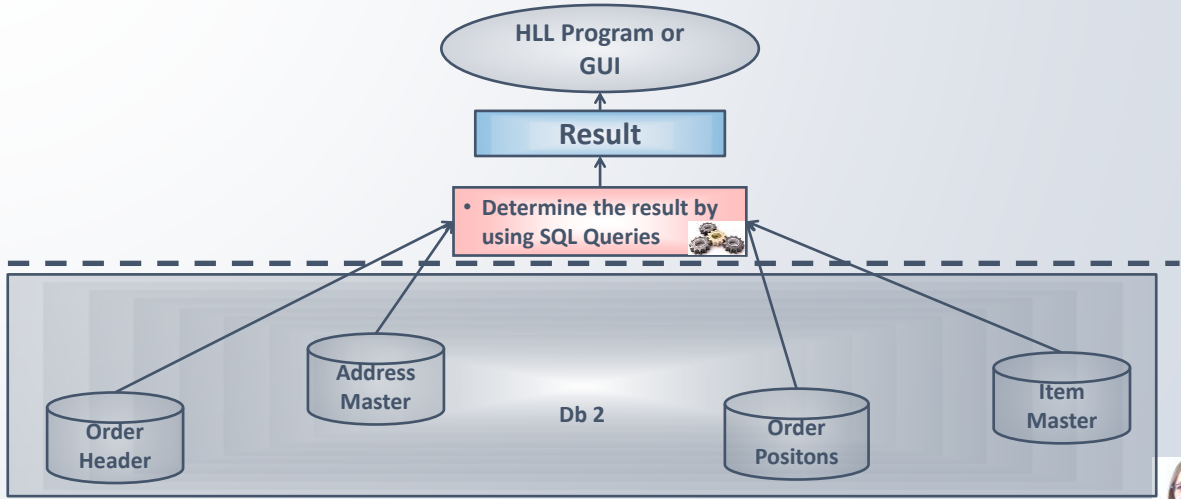 HLL Program or
GUI
Result
• Determine the result by
using SQL Queries
Address
Master
Item
Master
Order
Header
Db 2
Order
Positons